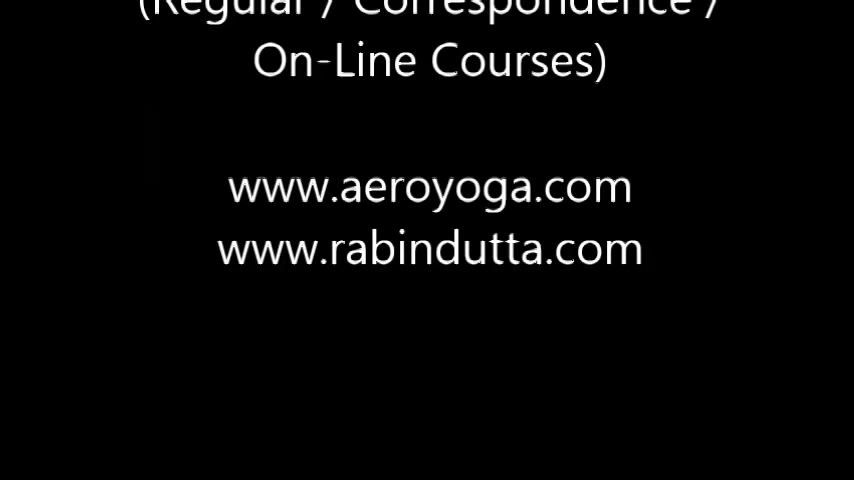 (Regular / Correspondence /
On-Line Courses)
www.aeroyoga.com
www.rabindutta.com